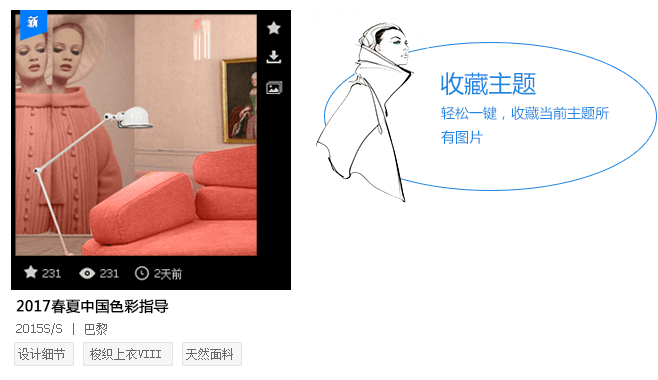 新
收藏主题
轻松一键，收藏当前主题所
有图片
231
231
2天前
2017春夏中国色彩指导
2015S/S | 巴黎
设计细节
梭织上衣VIII
天然面料